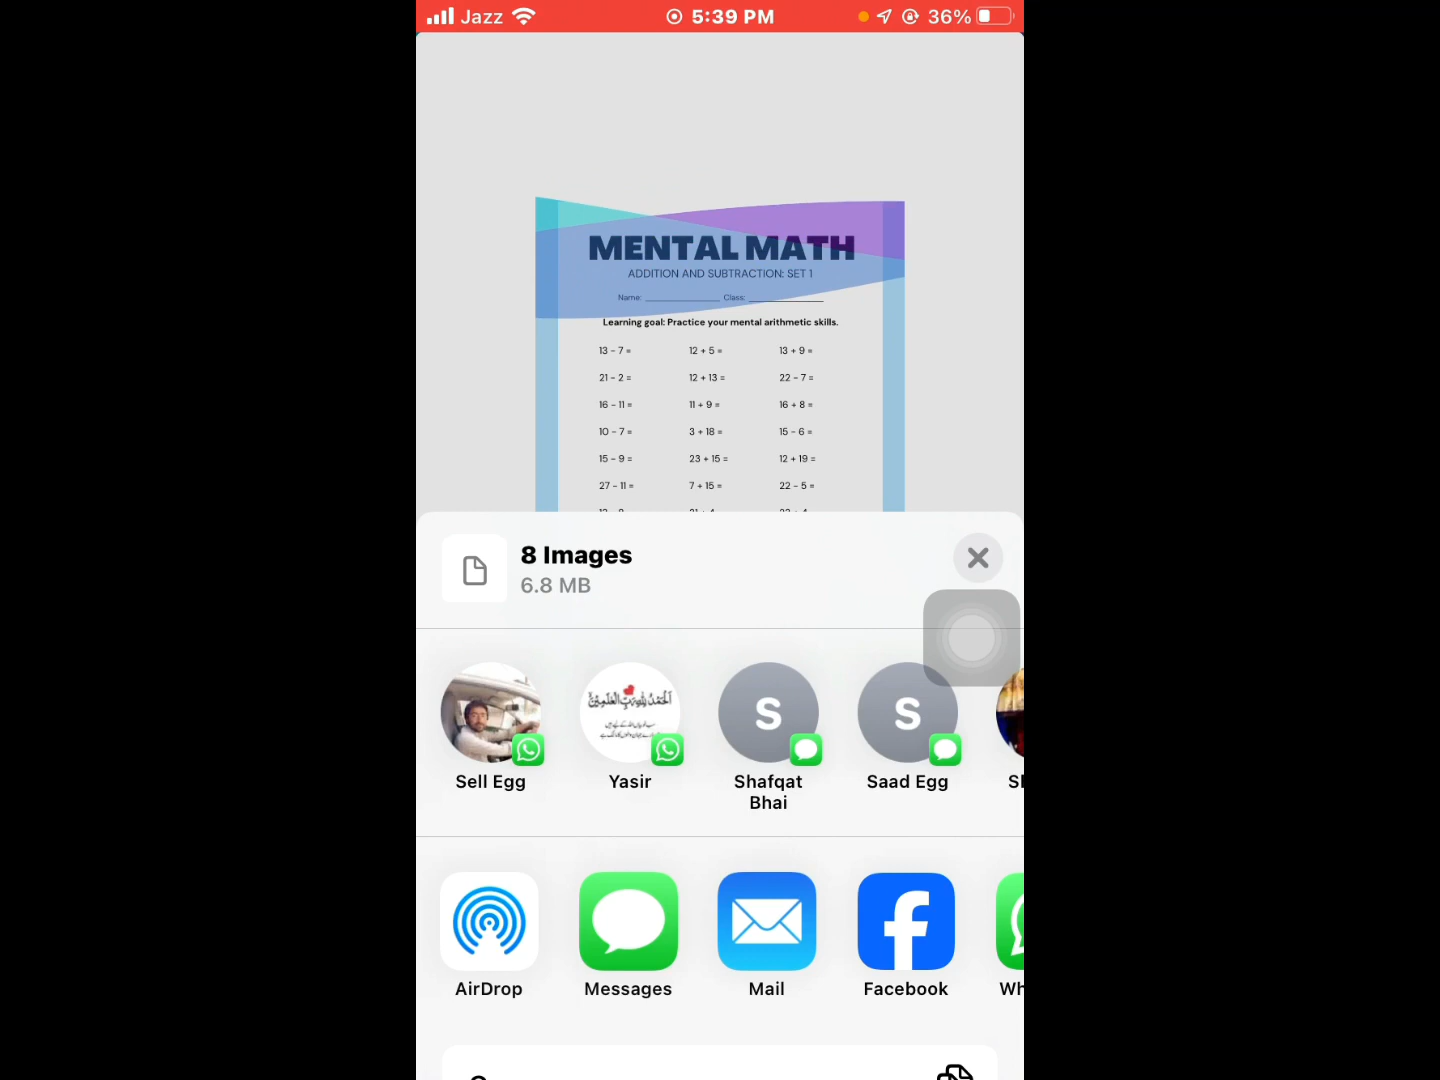 Jazz 5:39 PM 36%
MENTAL MATH
ADDITION AND SUBTRACTION: SET 1
Name: ______________ Class: ______________
Learning goal: Practice your mental arithmetic skills.
13 - 7 = 12 + 5 = 13 + 9 =
21 - 2 = 12 + 13 = 22 - 7 =
16 - 11 = 11 + 9 = 16 + 8 =
10 - 7 = 3 + 18 = 15 - 6 =
15 - 9 = 23 + 15 = 12 + 19 =
27 - 11 = 7 + 15 = 22 - 5 =
8 Images
6.8 MB
S S
Sell Egg Yasir Shafqat Bhai Saad Egg
AirDrop Messages Mail Facebook Wh